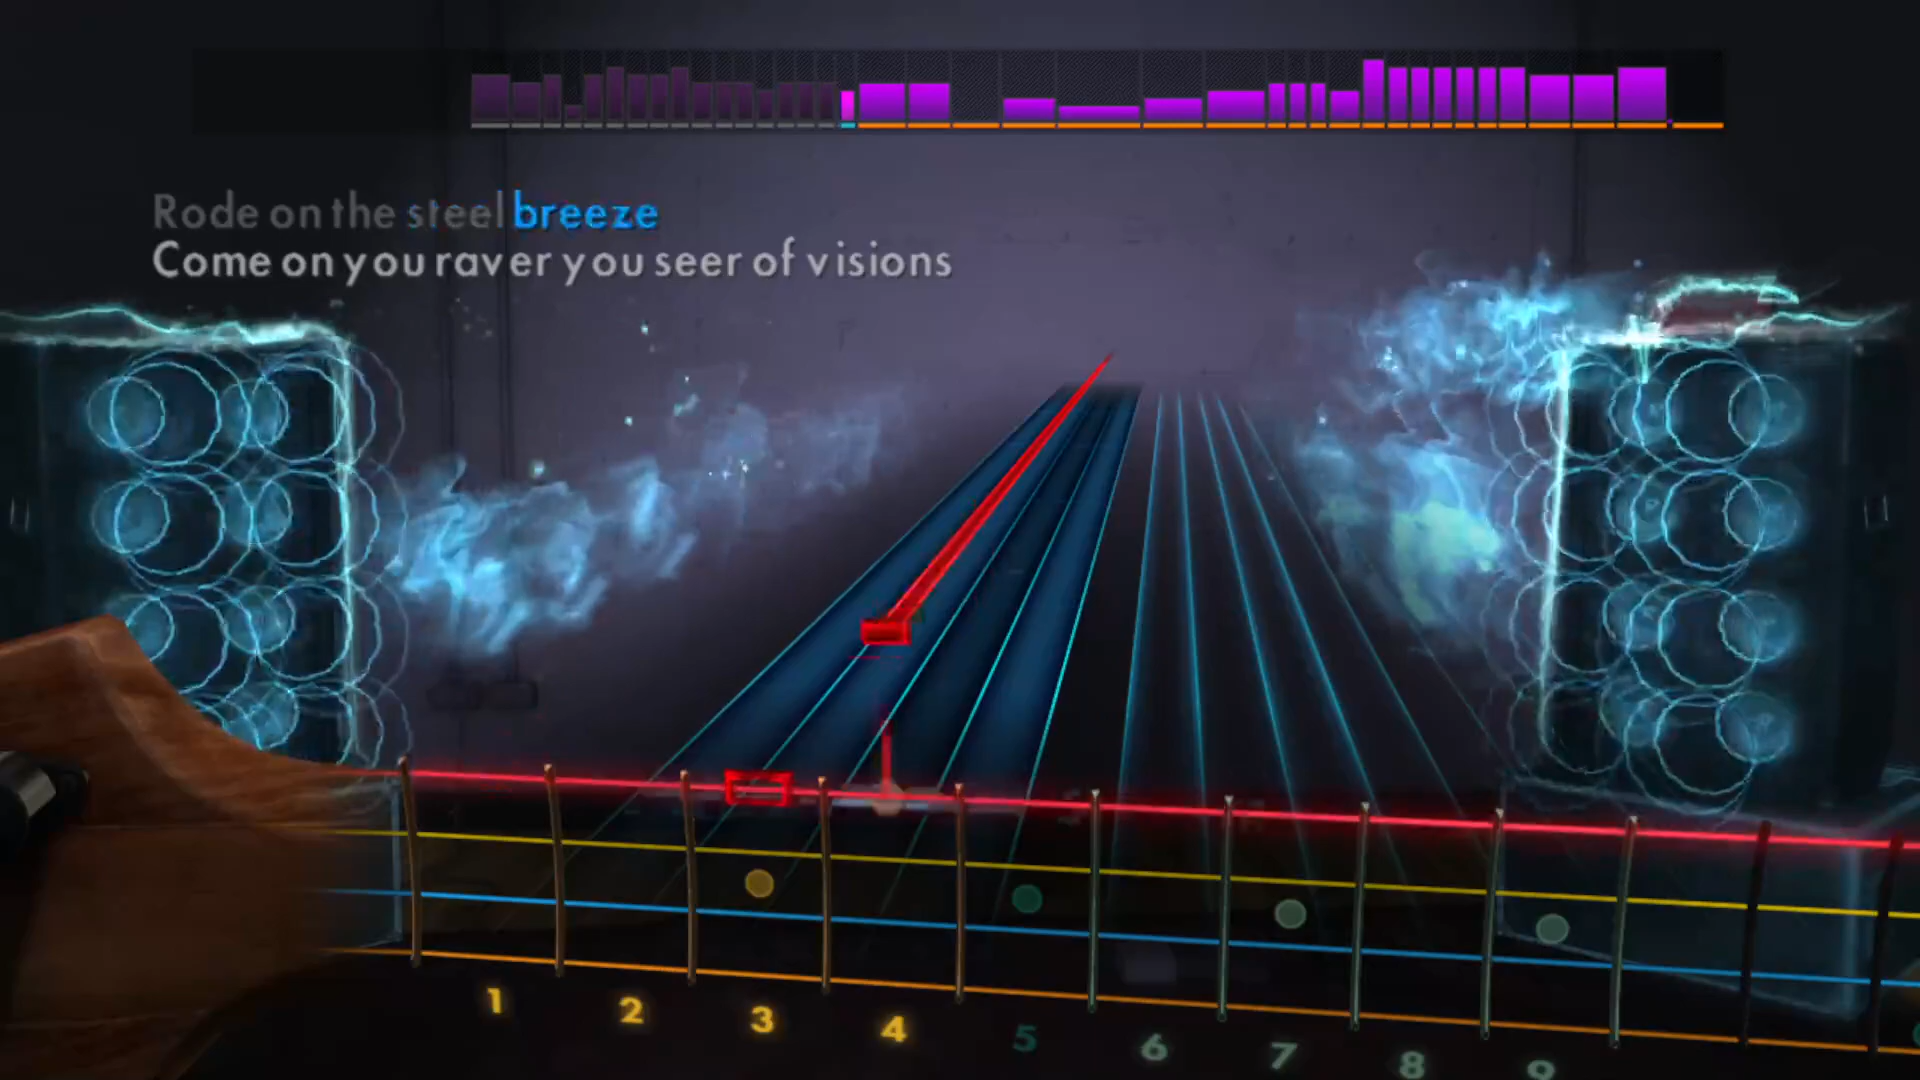 Rode on the steel breeze
Come on you raver you seer of visions
1 2 3 4 5 6 7 8 9